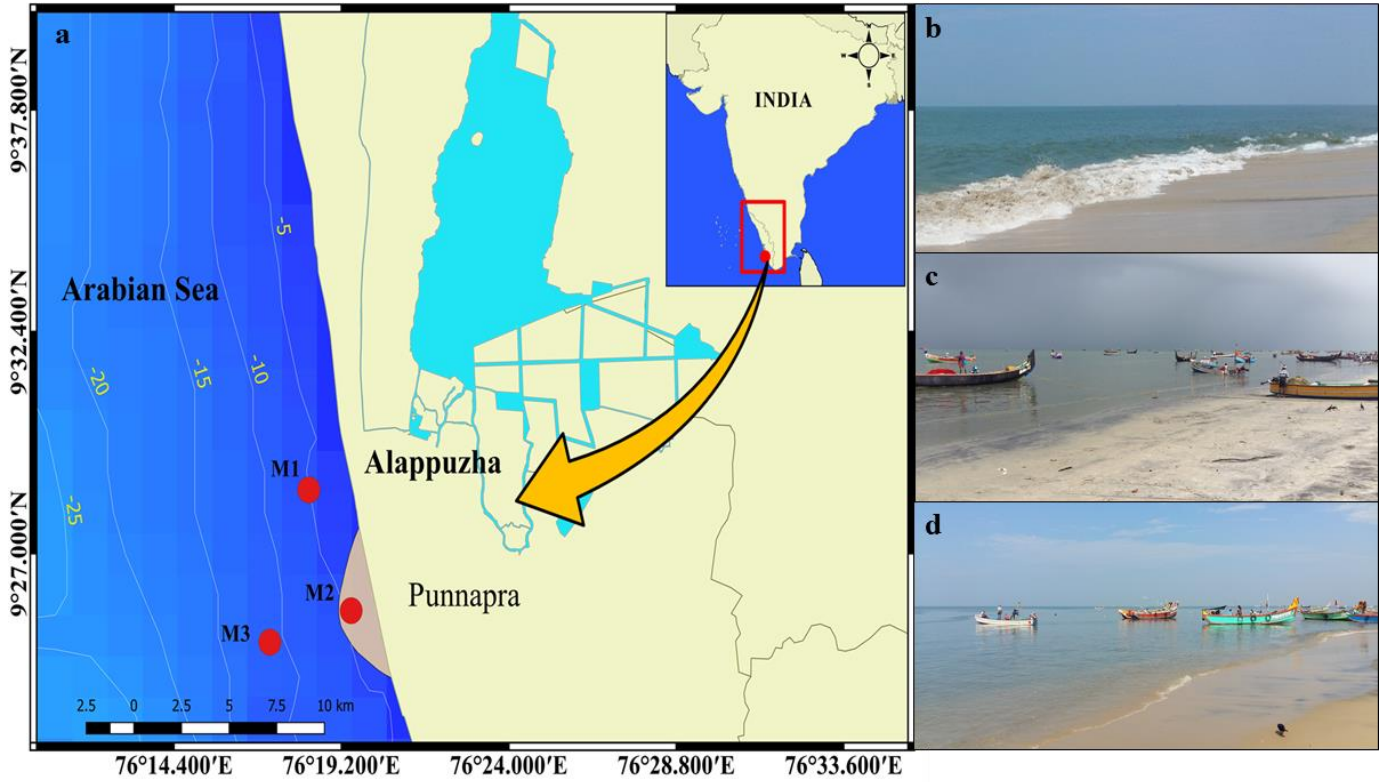 a
INDIA
N
W
E
S
Arabian Sea
-5
-10
-15
-20
-25
M1
M2
M3
Alappuzha
Punnapra
2.5 0 2.5 5 7.5 10 km
9°37.800'N
9°32.400'N
9°27.000'N
76°14.400'E 76°19.200'E 76°24.000'E 76°28.800'E 76°33.600'E
b
c
d